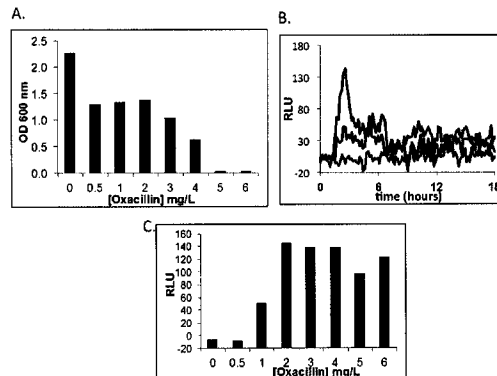 A.
2.5
2.0
1.5
1.0
0.5
0.0
OD 600 nm
0 0.5 1 2 3 4 5 6
[Oxacillin] mg/L
B.
180
130
80
30
-20
RLU
0 6 12 18
time (hours)
C.
160
140
120
100
80
60
40
20
0
-20
RLU
0 0.5 1 2 3 4 5 6
[Oxacillin] mg/L